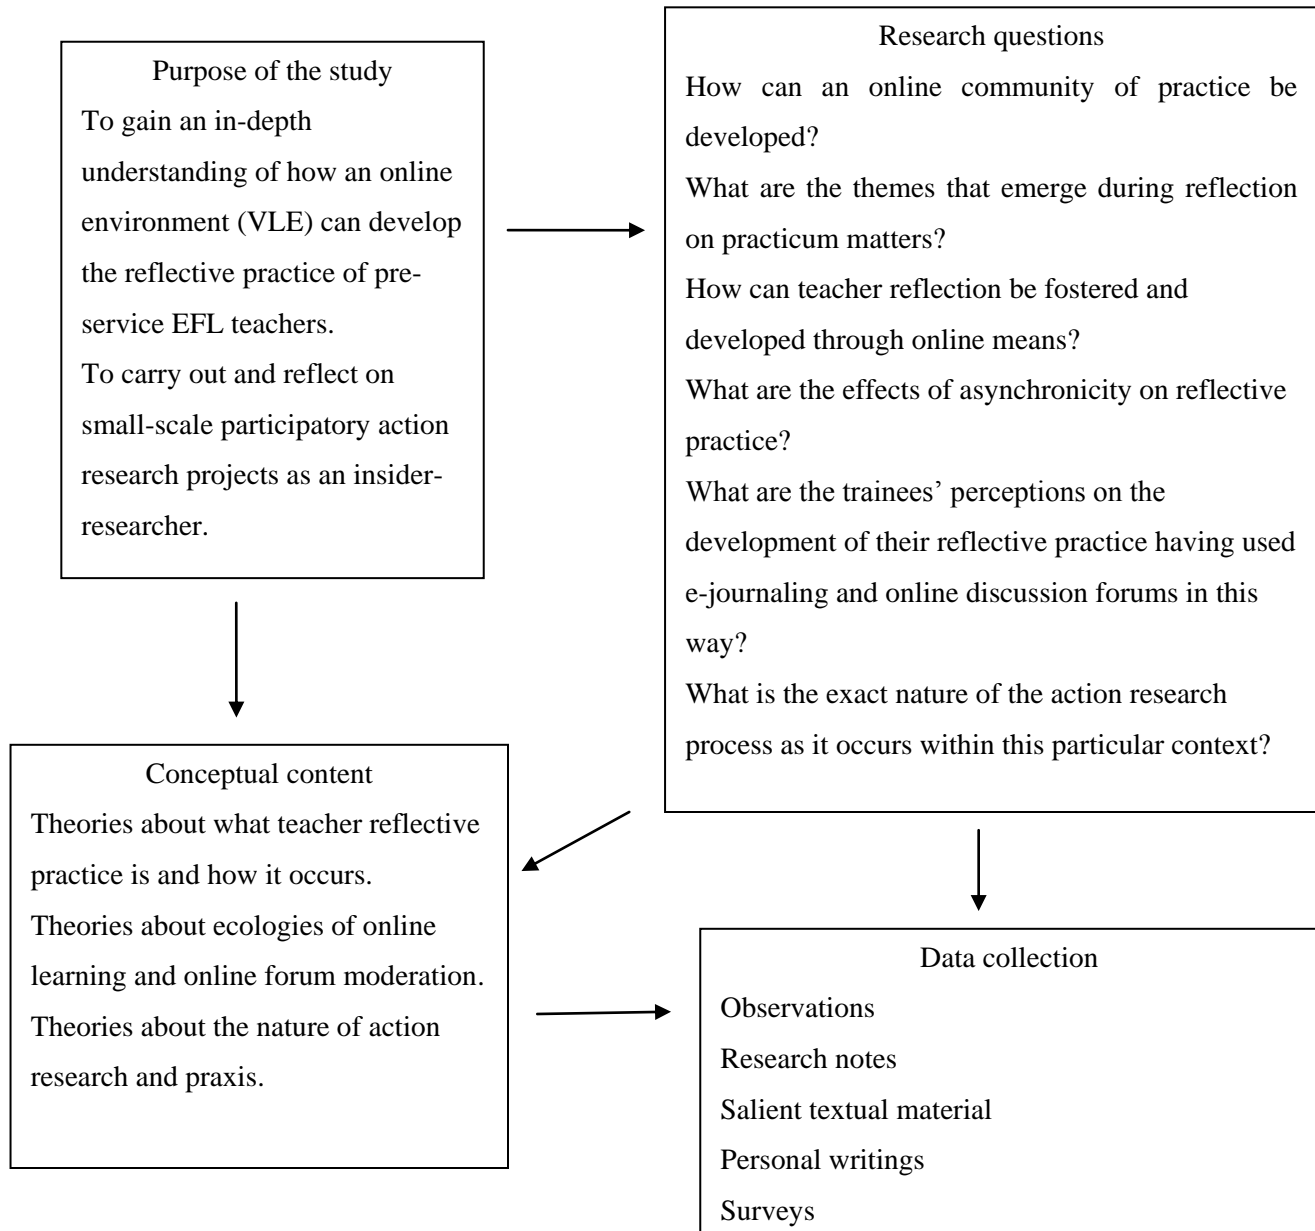 Purpose of the study
To gain an in-depth
understanding of how an online
environment (VLE) can develop
the reflective practice of pre-
service EFL teachers.
To carry out and reflect on
small-scale participatory action
research projects as an insider-
researcher.
Research questions
How can an online community of practice be
developed?
What are the themes that emerge during reflection
on practicum matters?
How can teacher reflection be fostered and
developed through online means?
What are the effects of asynchronicity on reflective
practice?
What are the trainees’ perceptions on the
development of their reflective practice having used
e-journaling and online discussion forums in this
way?
What is the exact nature of the action research
process as it occurs within this particular context?
Conceptual content
Theories about what teacher reflective
practice is and how it occurs.
Theories about ecologies of online
learning and online forum moderation.
Theories about the nature of action
research and praxis.
Data collection
Observations
Research notes
Salient textual material
Personal writings
Surveys